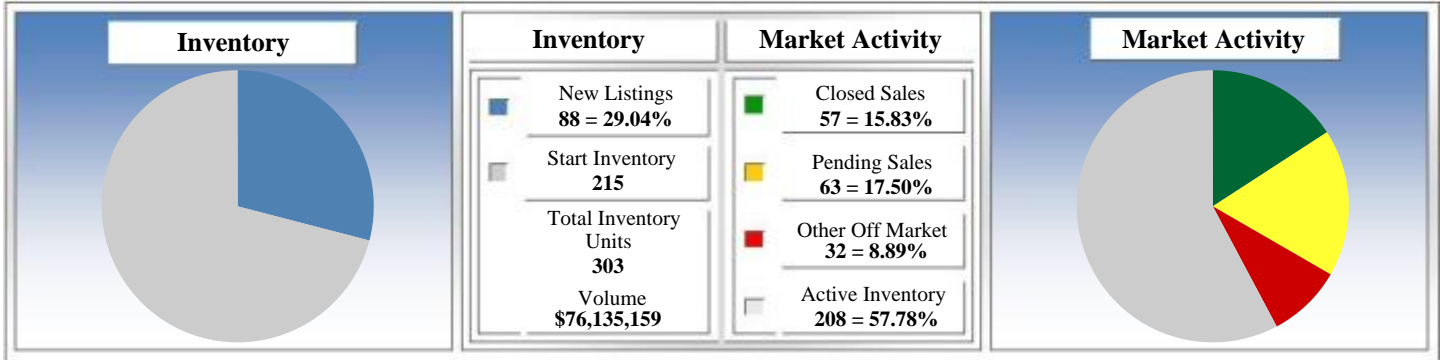 Inventory
Inventory
Market Activity
New Listings
88 = 29.04%
Start Inventory
215
Total Inventory
Units
303
Volume
$76,135,159
Closed Sales
57 = 15.83%
Pending Sales
63 = 17.50%
Other Off Market
32 = 8.89%
Active Inventory
208 = 57.78%
Market Activity